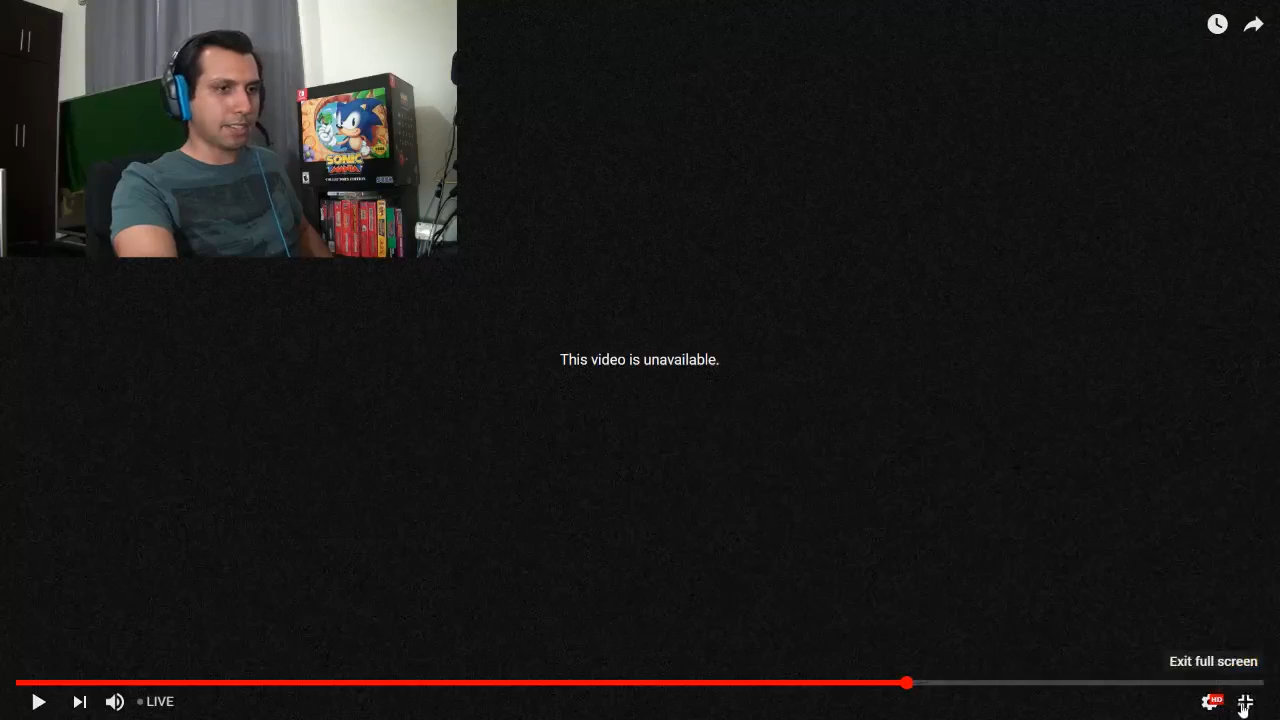 SONIC
MANIA
COLLECTOR'S EDITION
SEGA
This video is unavailable.
Exit full screen
LIVE
HD